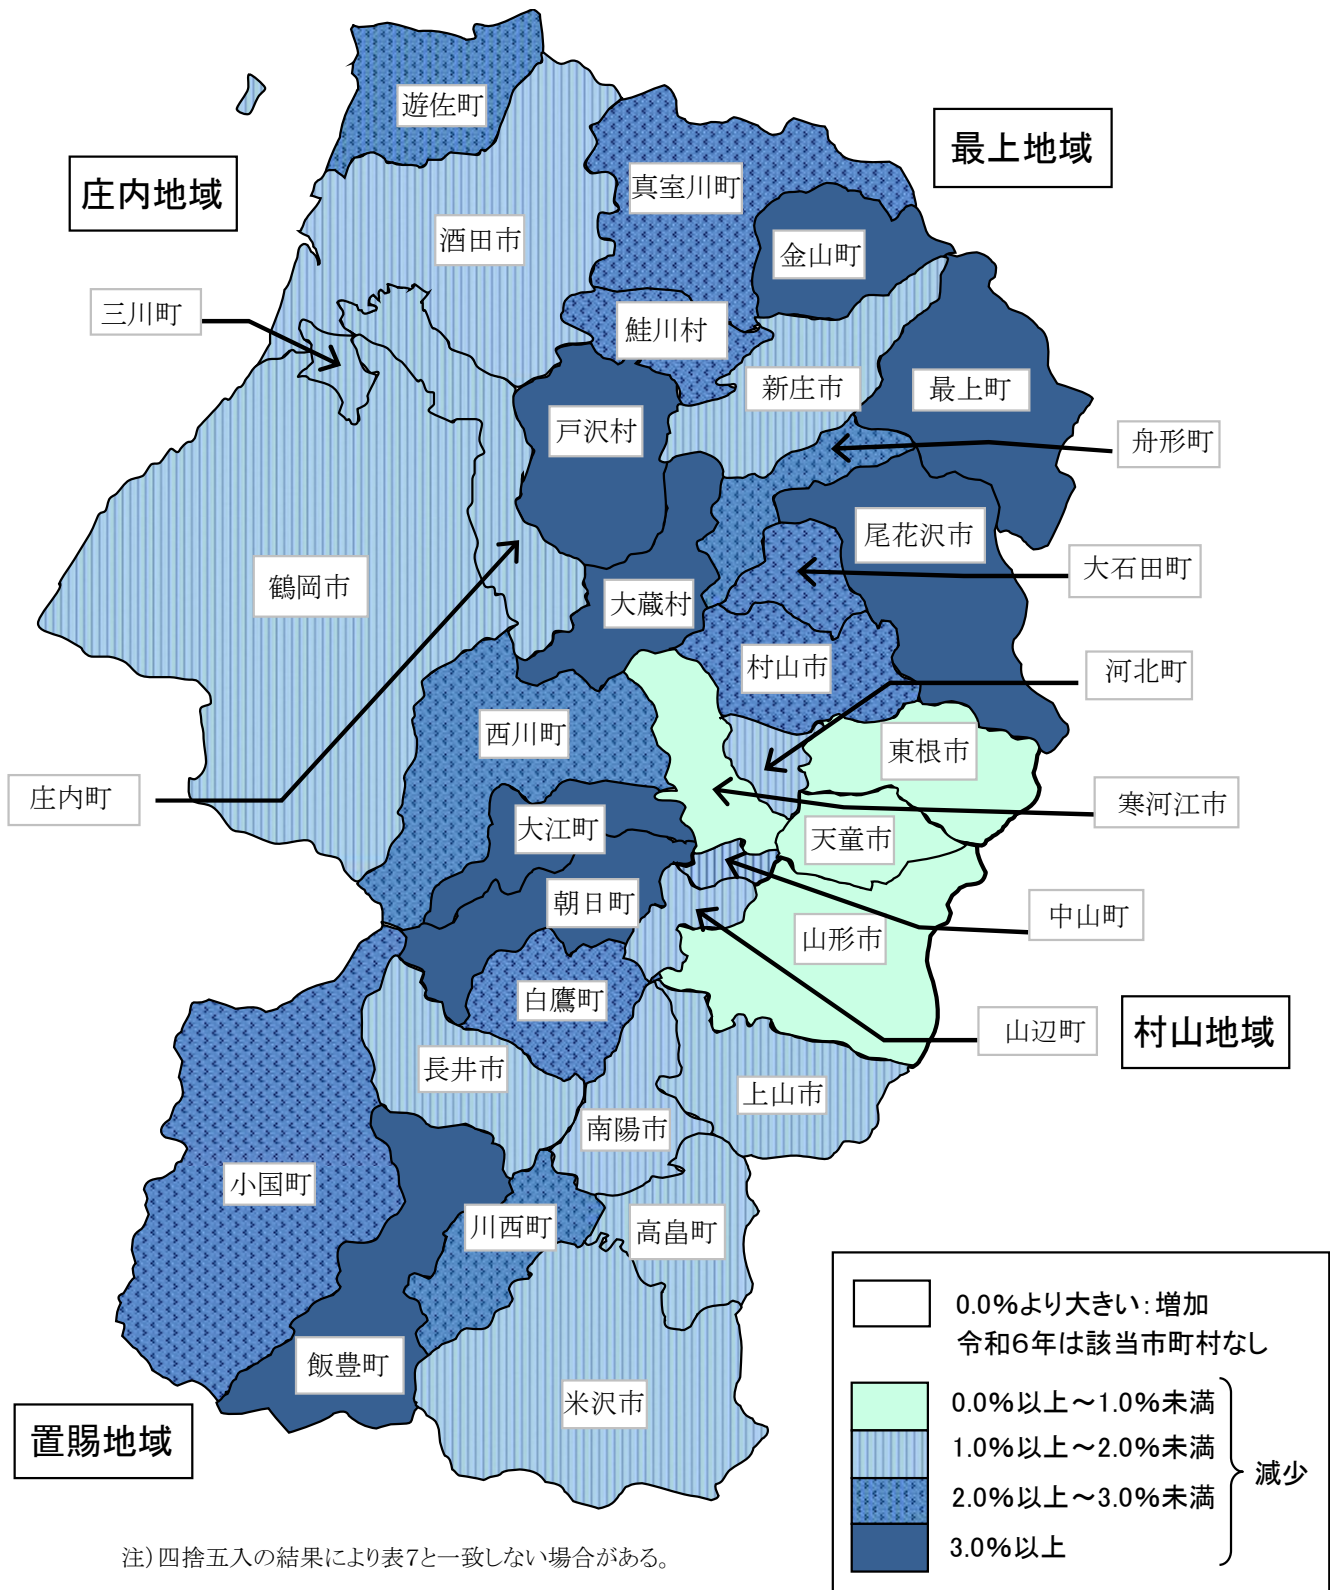 遊佐町
最上地域
庄内地域
真室川町
酒田市
金山町
三川町
鮭川村
新庄市
最上町
戸沢村
舟形町
尾花沢市
大石田町
鶴岡市
大蔵村
村山市
河北町
西川町
東根市
庄内町
寒河江市
大江町
天童市
朝日町
中山町
山形市
白鷹町
山辺町
村山地域
長井市
上山市
南陽市
小国町
川西町
高畠町
飯豊町
米沢市
置賜地域
0.0%より大きい：増加
令和６年は該当市町村なし
0.0%以上～1.0%未満
1.0%以上～2.0%未満
減少
2.0%以上～3.0%未満
3.0%以上
注）四捨五入の結果により表７と一致しない場合がある。